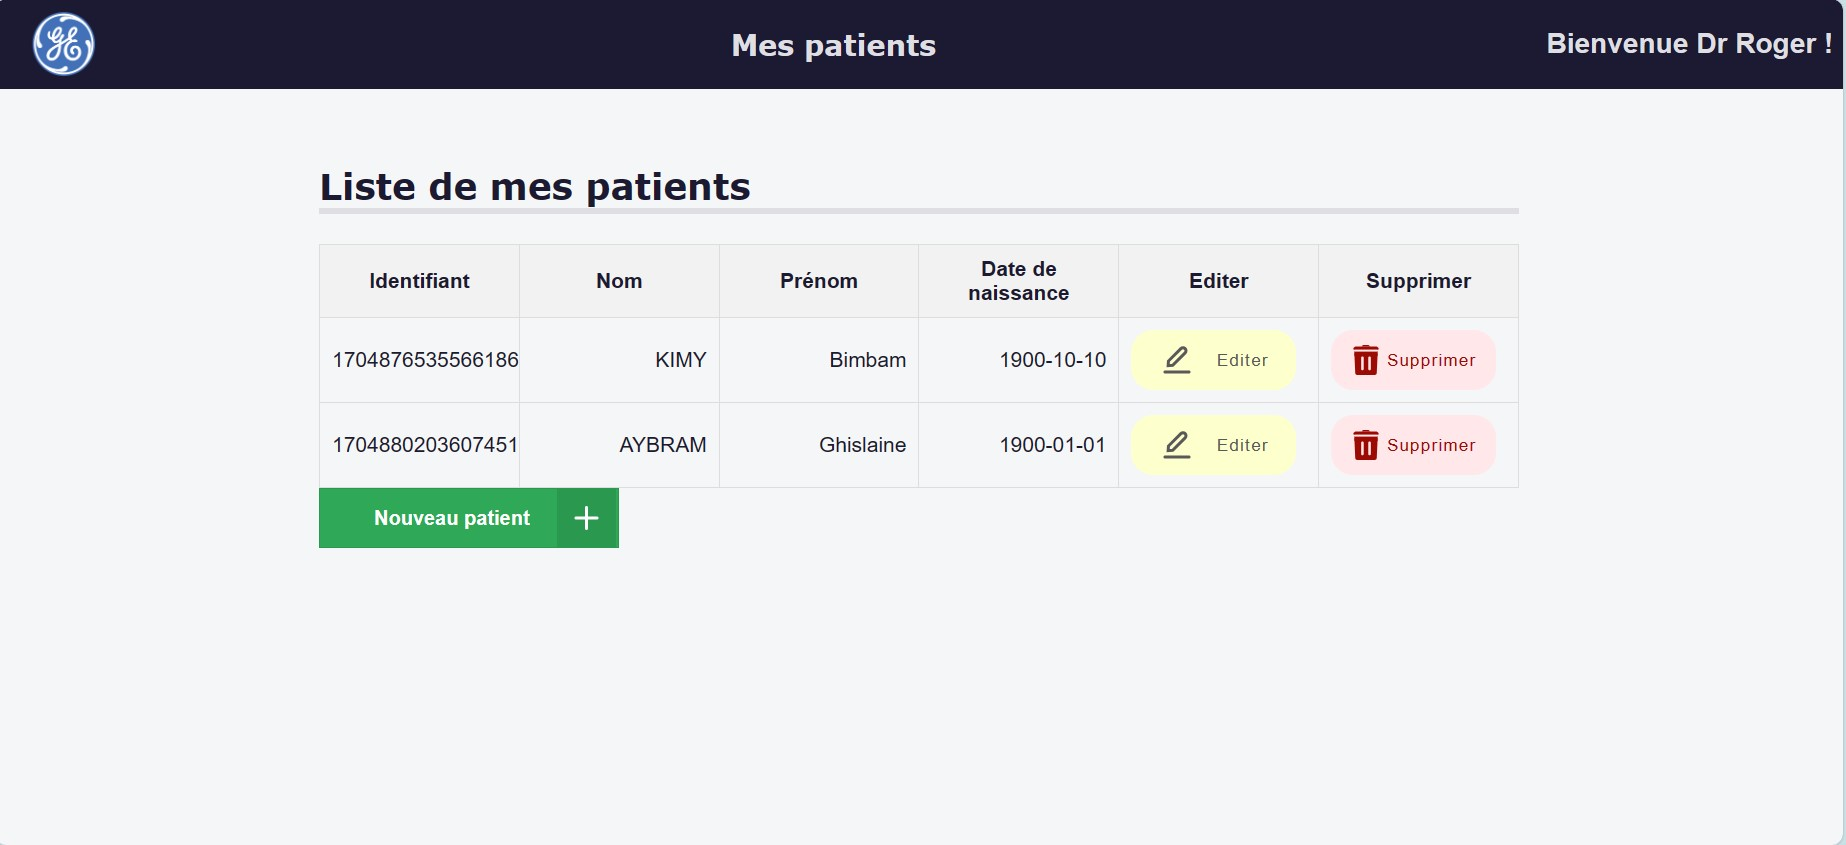 GE
Mes patients
Bienvenue Dr Roger !
Liste de mes patients
Identifiant Nom Prénom Date de naissance Editer Supprimer
1704876535566186 KIMY Bimbam 1900-10-10 Editer Supprimer
1704880203607451 AYBRAM Ghislaine 1900-01-01 Editer Supprimer
Nouveau patient +